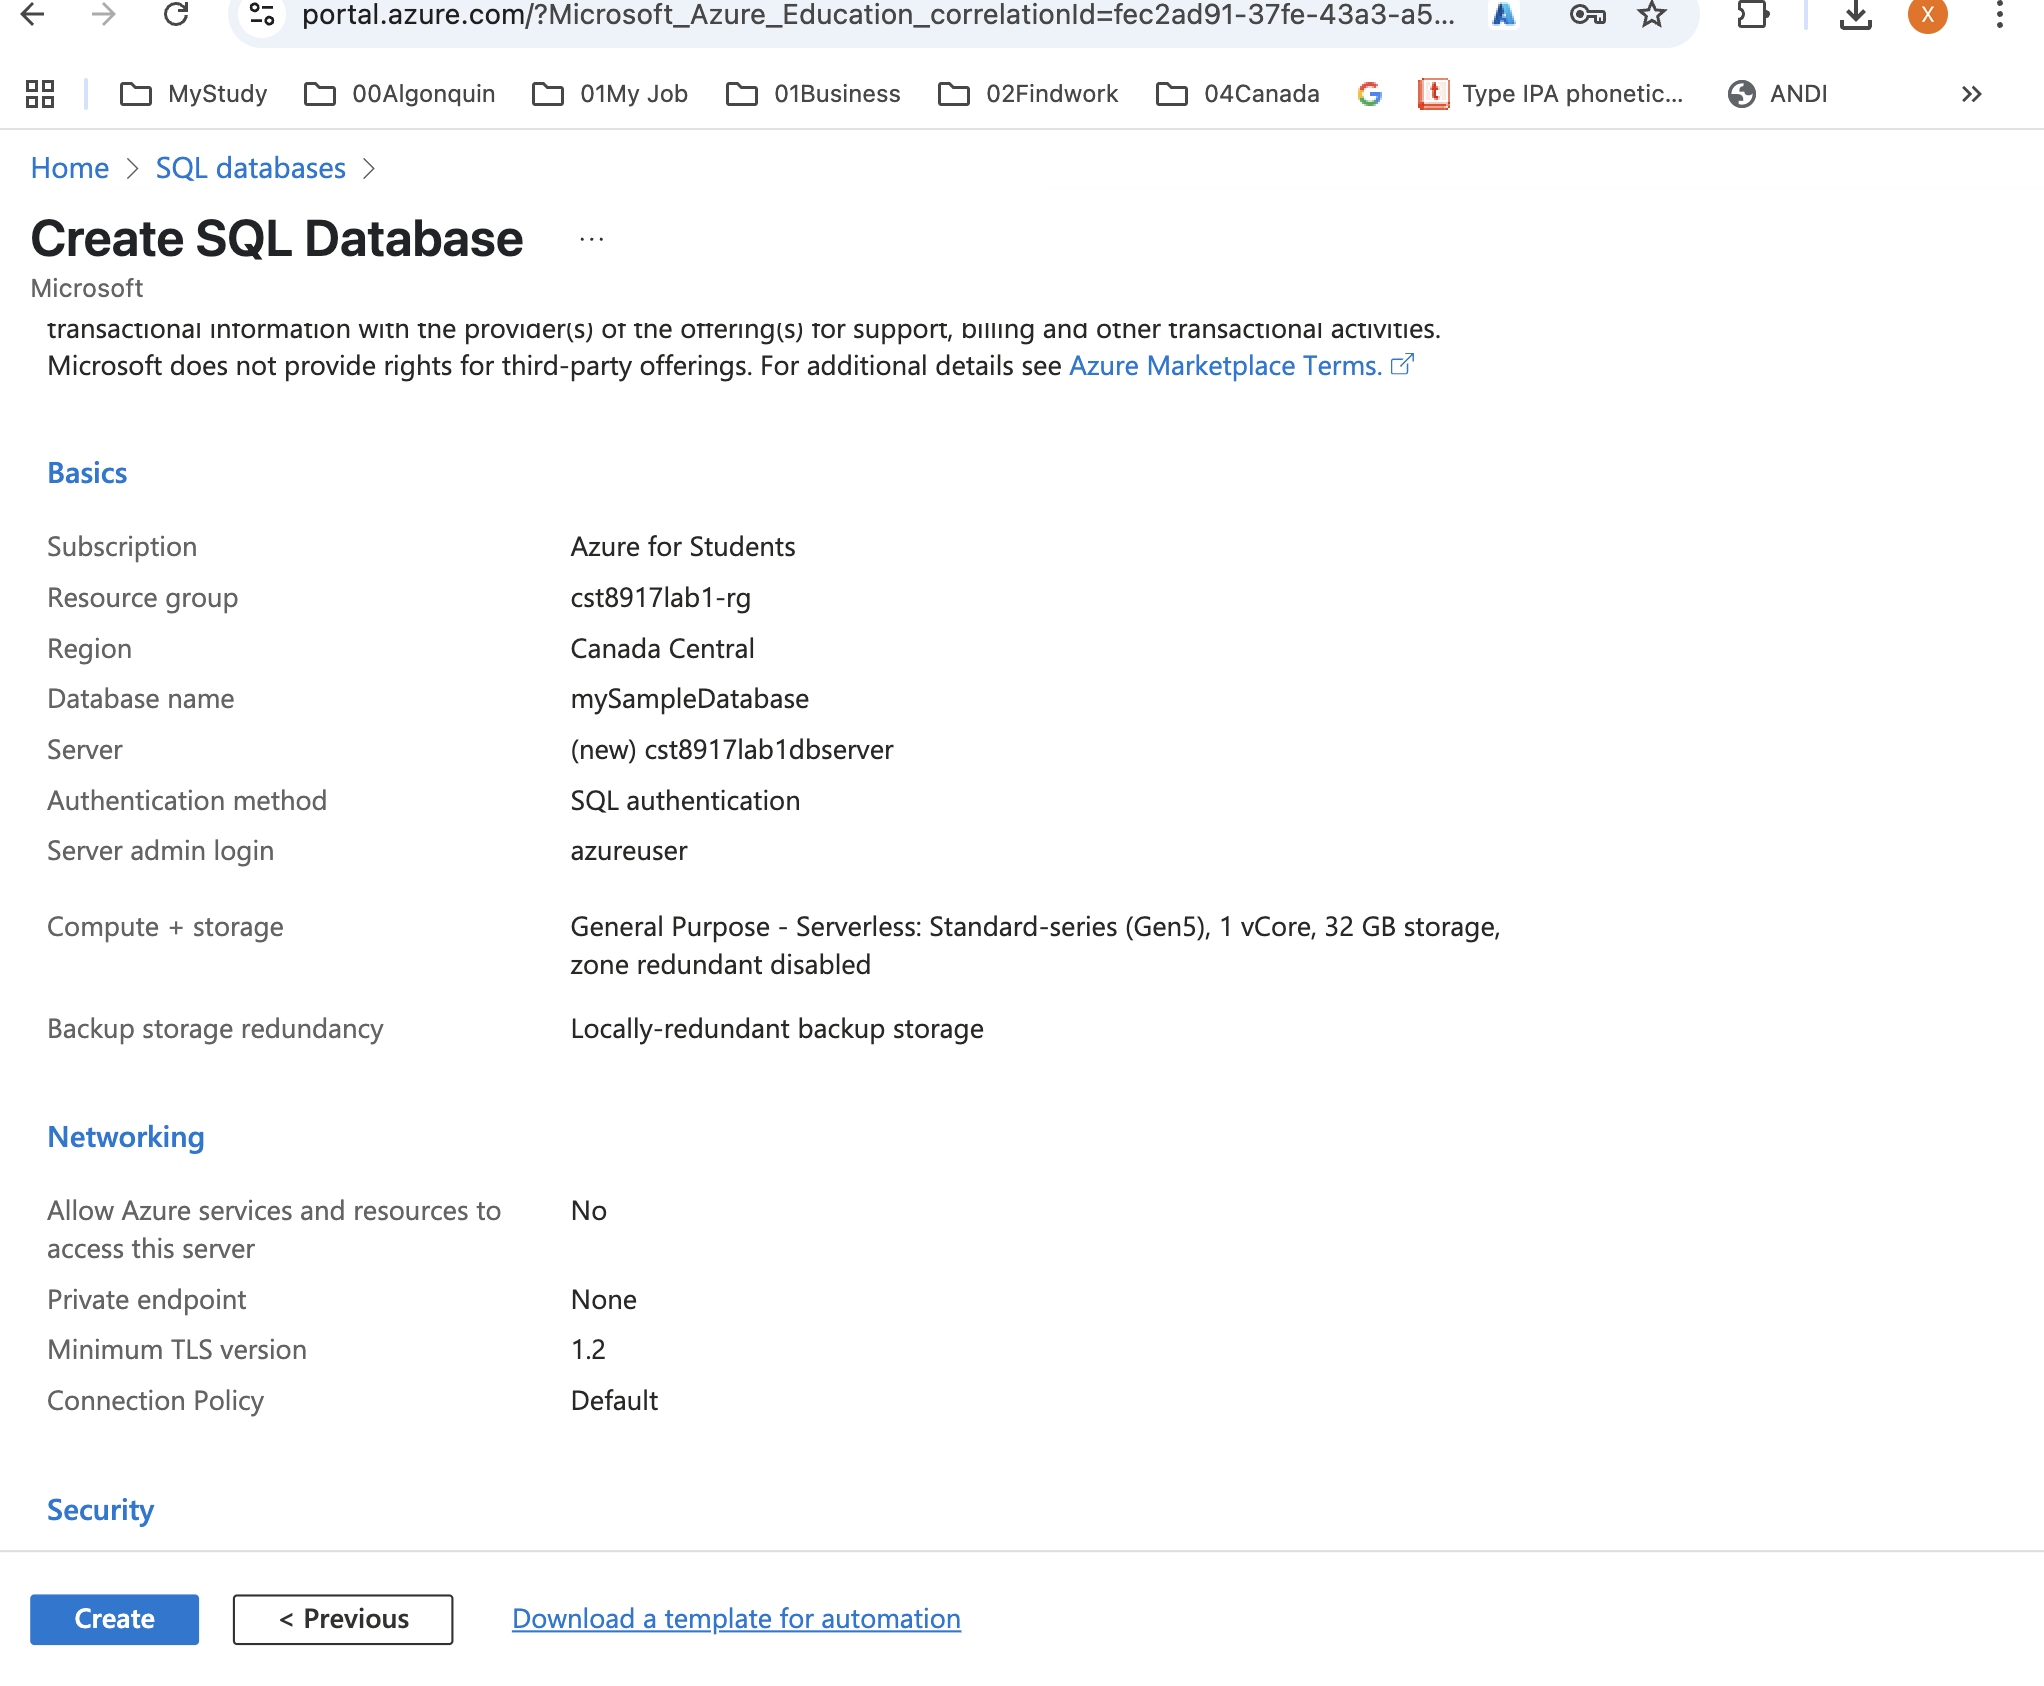 portal.azure.com/?Microsoft_Azure_Education_correlationId=fec2ad91-37fe-43a3-a5...
X
MyStudy 00Algonquin 01My Job 01Business 02Findwork 04Canada Type IPA phonetic... ANDI
Home > SQL databases >
Create SQL Database ...
Microsoft
transactional information with the provider(s) of the offering(s) for support, billing and other transactional activities.
Microsoft does not provide rights for third-party offerings. For additional details see Azure Marketplace Terms.
Basics
Subscription Azure for Students
Resource group cst8917lab1-rg
Region Canada Central
Database name mySampleDatabase
Server (new) cst8917lab1dbserver
Authentication method SQL authentication
Server admin login azureuser
Compute + storage General Purpose - Serverless: Standard-series (Gen5), 1 vCore, 32 GB storage,
zone redundant disabled
Backup storage redundancy Locally-redundant backup storage
Networking
Allow Azure services and resources to No
access this server
Private endpoint None
Minimum TLS version 1.2
Connection Policy Default
Security
Create < Previous Download a template for automation